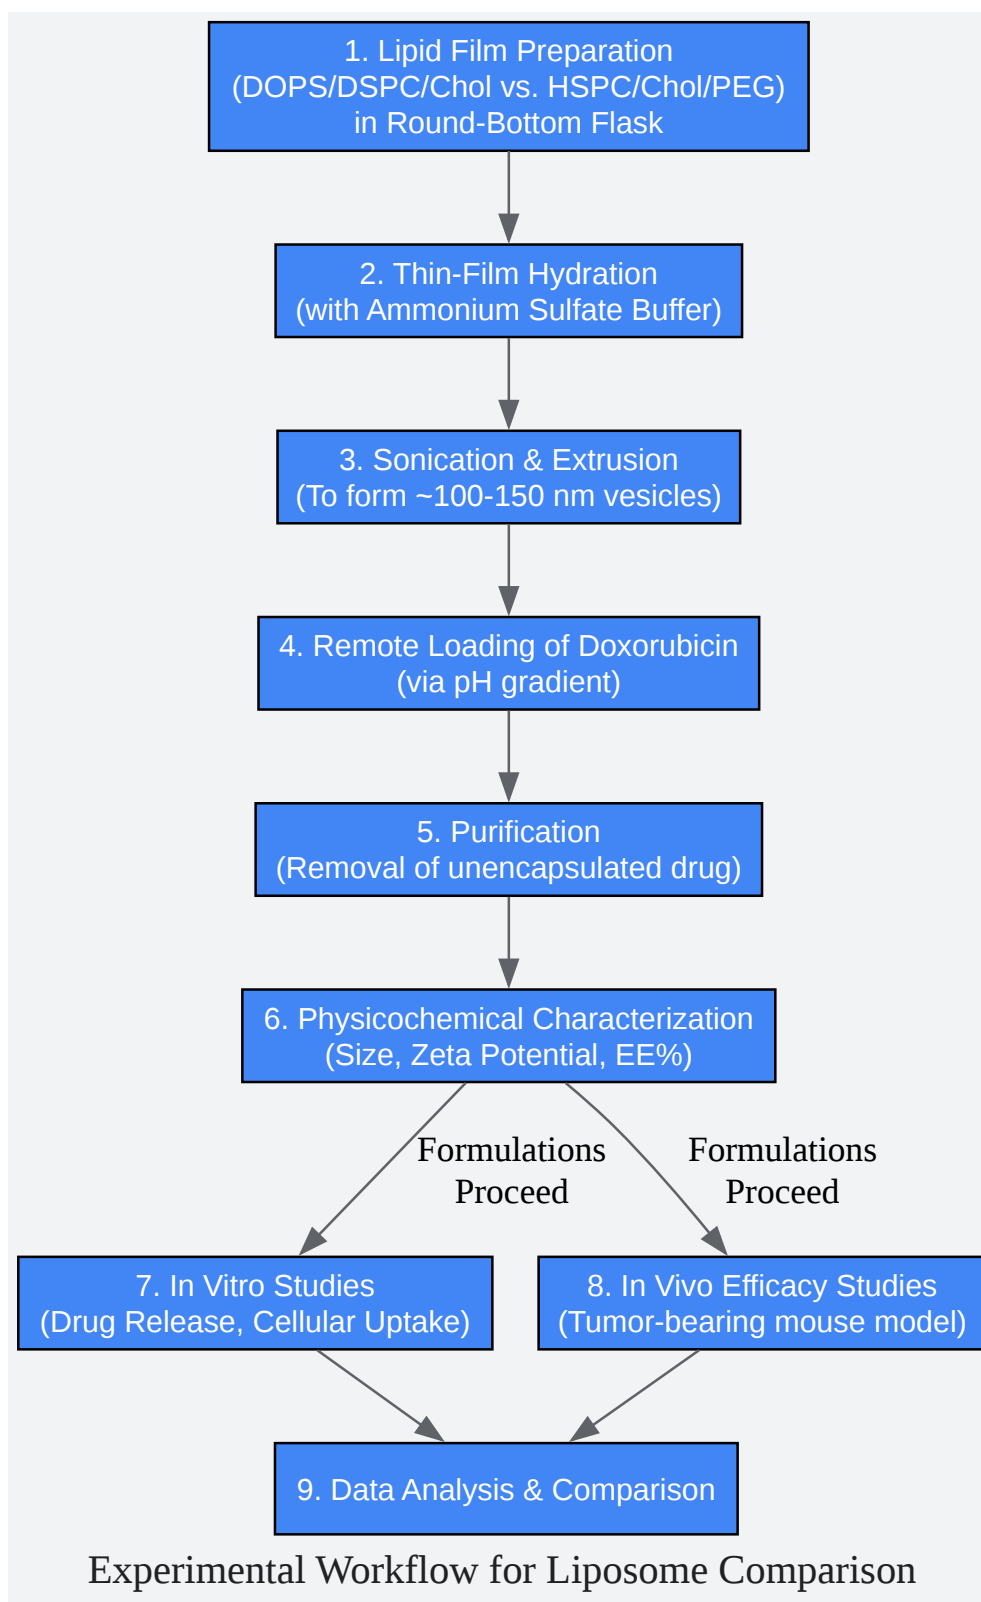 1. Lipid Film Preparation
(DOPS/DSPC/Chol vs. HSPC/Chol/PEG)
in Round-Bottom Flask
2. Thin-Film Hydration
(with Ammonium Sulfate Buffer)
3. Sonication & Extrusion
(To form ~100-150 nm vesicles)
4. Remote Loading of Doxorubicin
(via pH gradient)
5. Purification
(Removal of unencapsulated drug)
6. Physicochemical Characterization
(Size, Zeta Potential, EE%)
Formulations
Proceed
Formulations
Proceed
7. In Vitro Studies
(Drug Release, Cellular Uptake)
8. In Vivo Efficacy Studies
(Tumor-bearing mouse model)
9. Data Analysis & Comparison
Experimental Workflow for Liposome Comparison